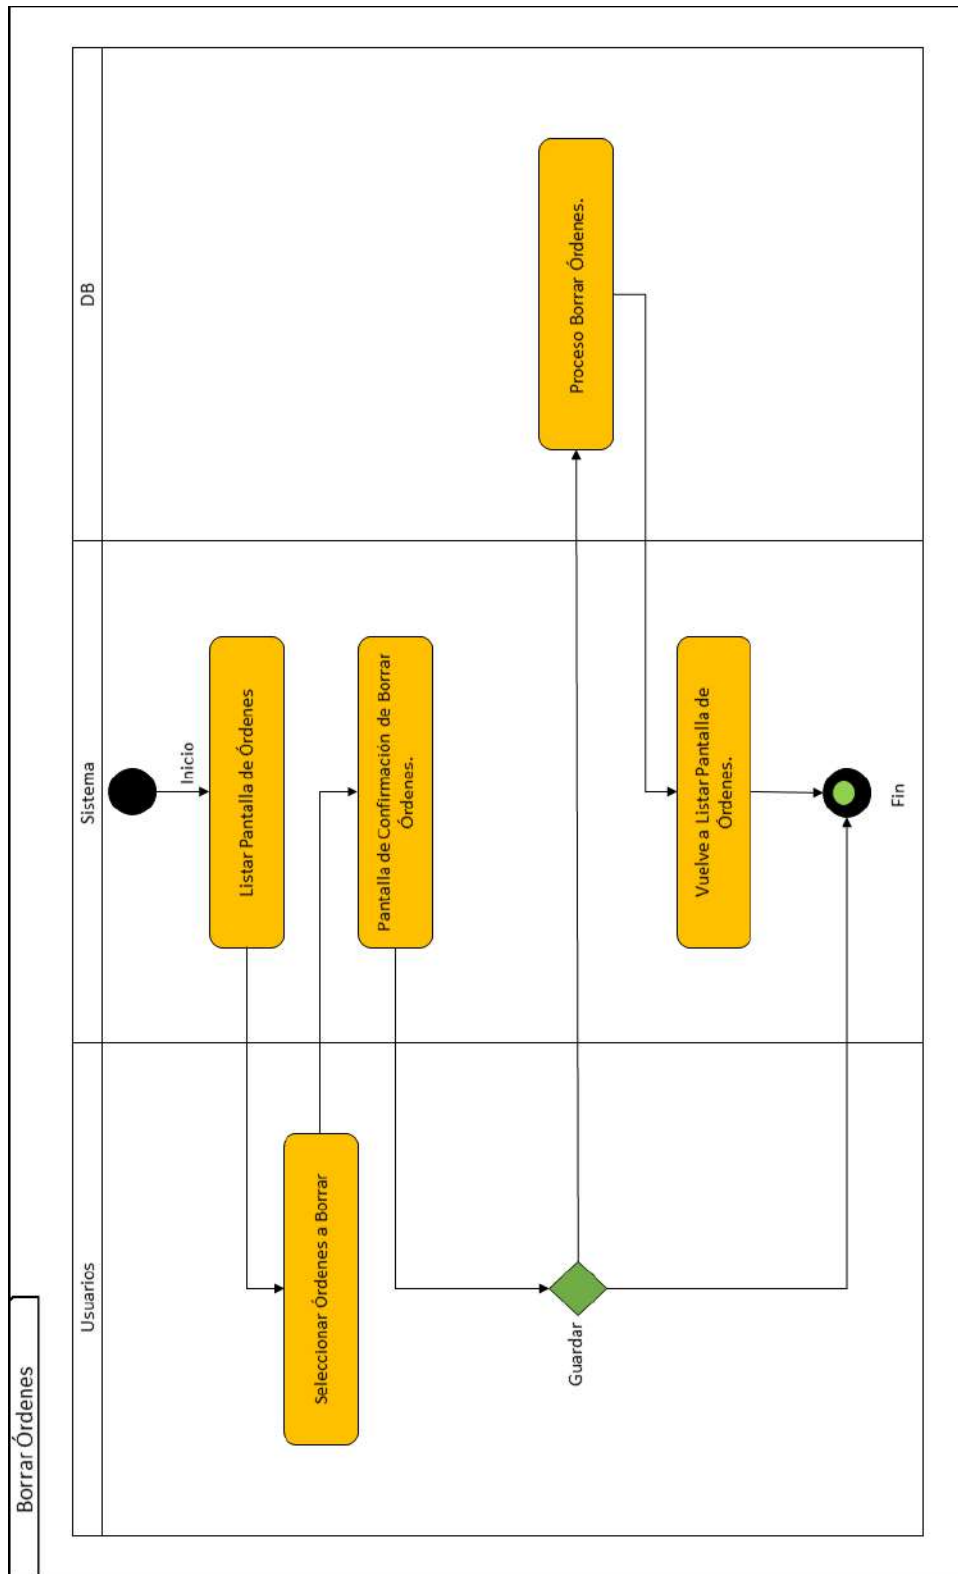 Borrar Órdenes
Usuarios
Sistema
DB
Inicio
Listar Pantalla de Órdenes
Seleccionar Órdenes a Borrar
Pantalla de Confirmación de Borrar
Órdenes.
Guardar
Proceso Borrar Órdenes.
Vuelve a Listar Pantalla de
Órdenes.
Fin